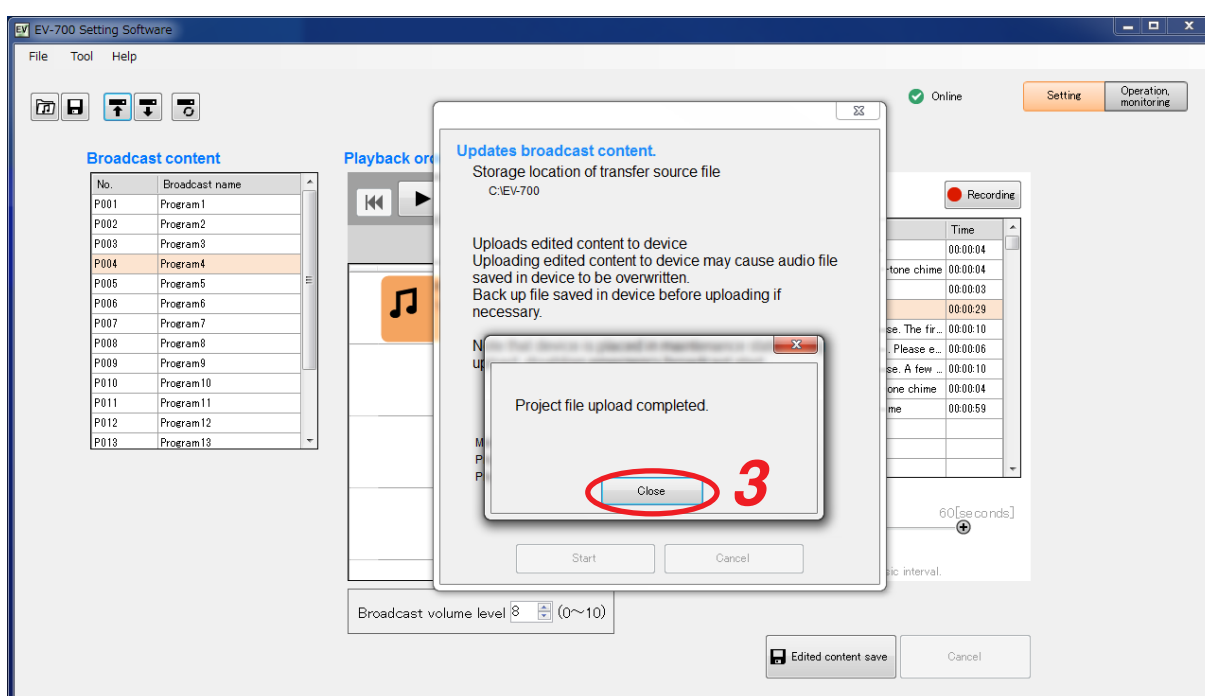 EV-700 Setting Software
File Tool Help
Online
Setting
Operation,
monitoring
Broadcast content
No. Broadcast name
P001 Program1
P002 Program2
P003 Program3
P004 Program4
P005 Program5
P006 Program6
P007 Program7
P008 Program8
P009 Program9
P010 Program10
P011 Program11
P012 Program12
P013 Program13
Playback
Updates broadcast content.
Storage location of transfer source file
C:\EV-700
Uploads edited content to device
Uploading edited content to device may cause audio file
saved in device to be overwritten.
Back up file saved in device before uploading if
necessary.
Project file upload completed.
Close
3
Start
Cancel
Recording
Time
00:00:04
-tone chime 00:00:04
00:00:03
00:00:29
se. The fir... 00:00:10
. Please e... 00:00:06
se. A few ... 00:00:10
one chime 00:00:04
me 00:00:59
60[seconds]
interval.
Broadcast volume level 8 (0～10)
Edited content save
Cancel